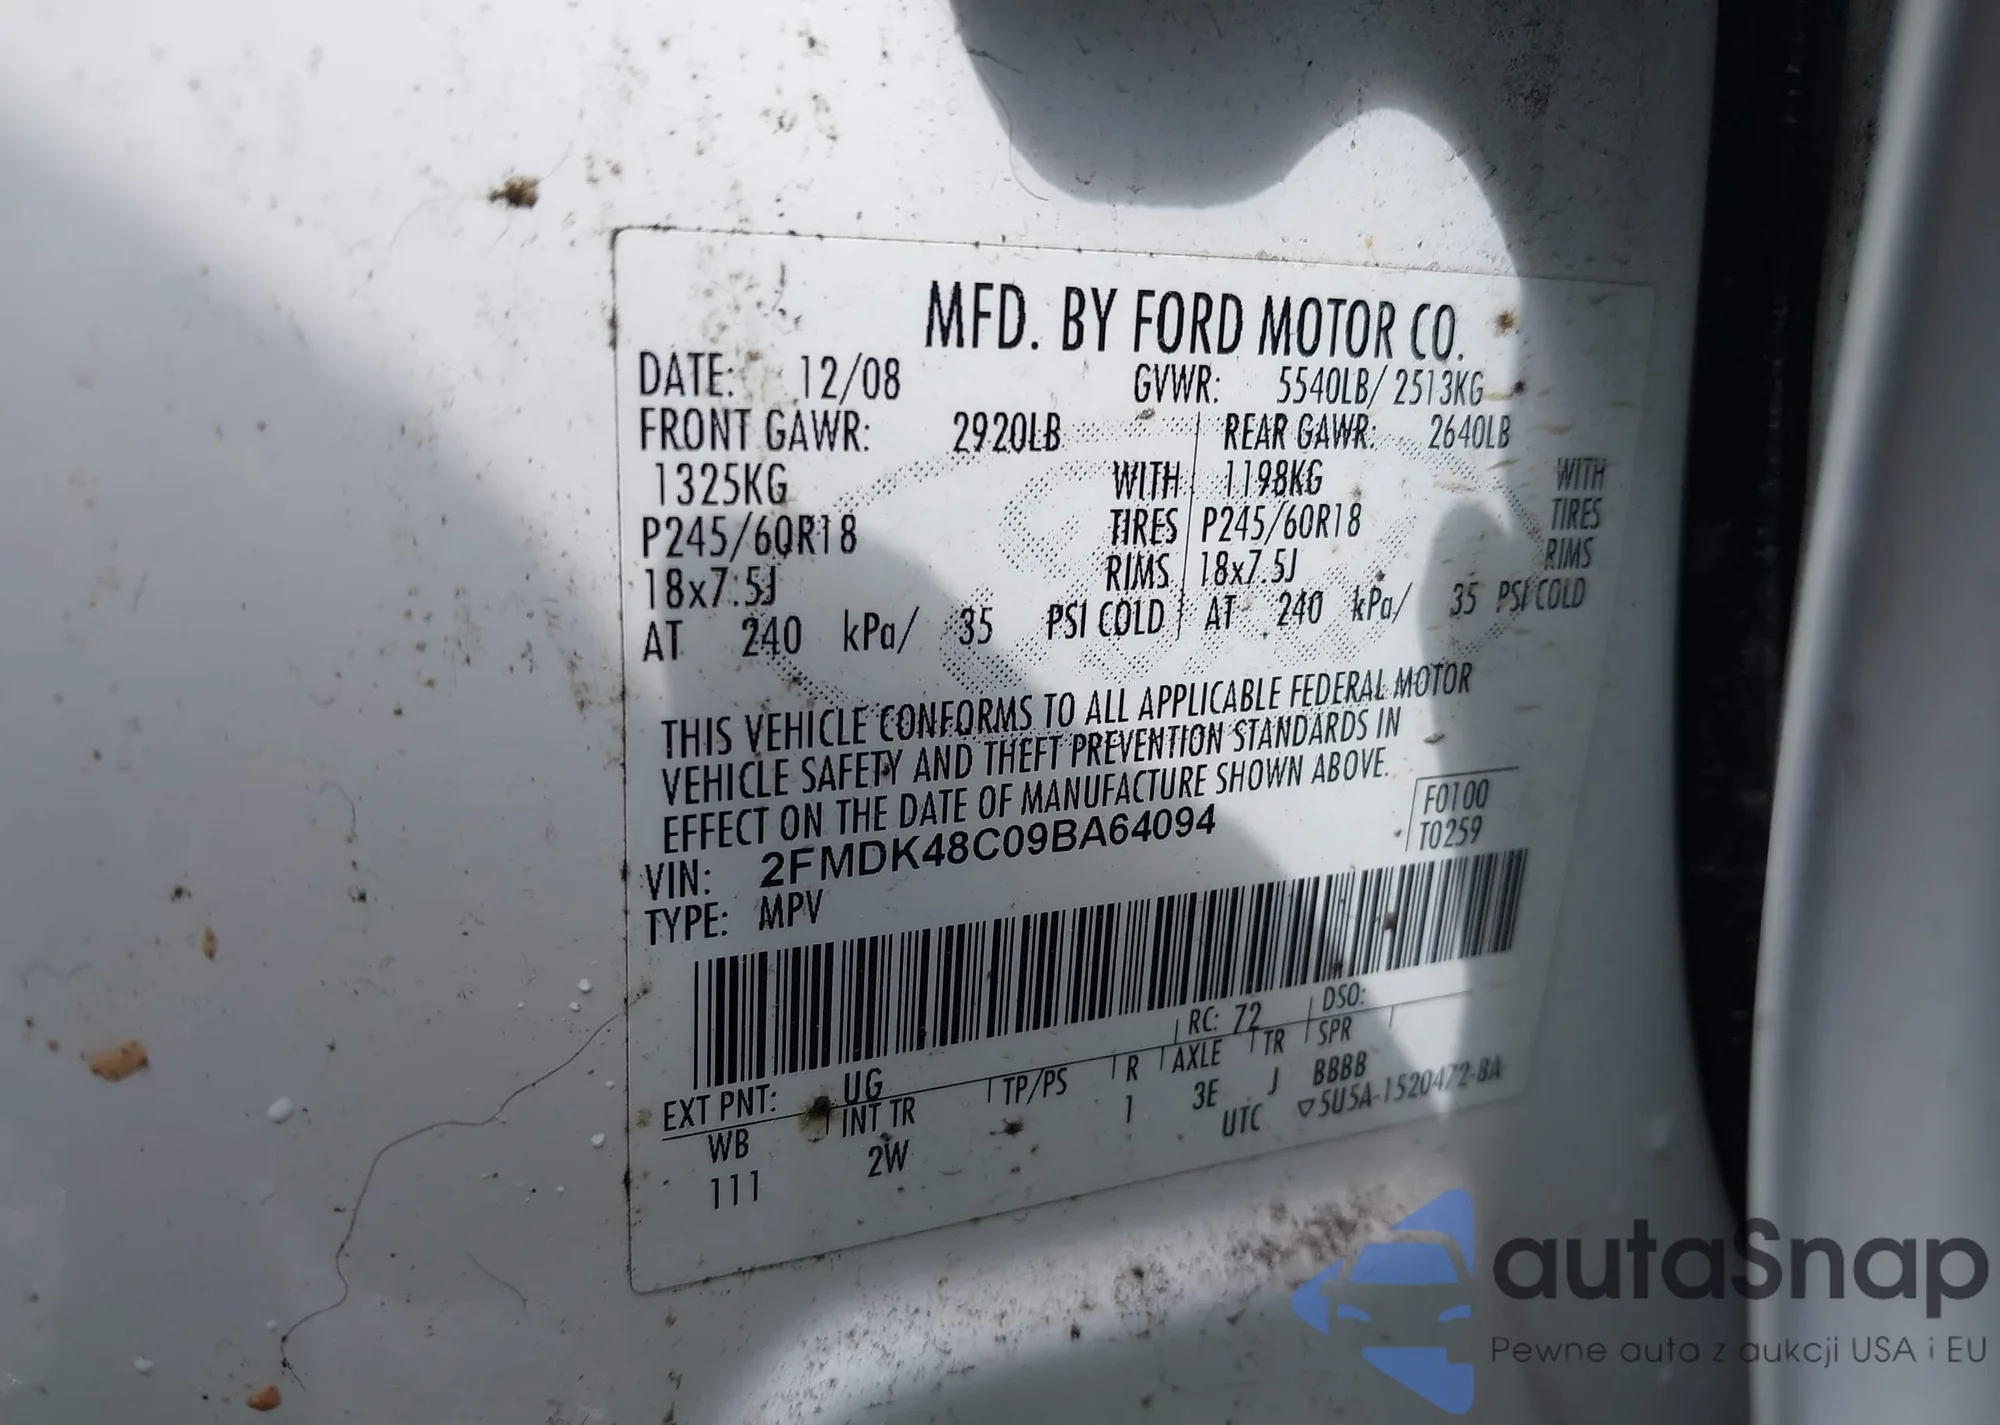 MFD. BY FORD MOTOR CO.
DATE: 12/08 GVWR: 5540LB/ 2513KG
FRONT GAWR: 2920LB REAR GAWR: 2640LB
1325KG WITH 1198KG WITH
P245/60R18 TIRES P245/60R18 TIRES
18x7.5J RIMS 18x7.5J RIMS
AT 240 kPa/ 35 PSI COLD AT 240 kPa/ 35 PSI COLD
THIS VEHICLE CONFORMS TO ALL APPLICABLE FEDERAL MOTOR
VEHICLE SAFETY AND THEFT PREVENTION STANDARDS IN
EFFECT ON THE DATE OF MANUFACTURE SHOWN ABOVE.
VIN: 2FMDK48C09BA64094
F0100
T0259
TYPE: MPV
EXT PNT: UG RC: 72 DSO:
WB INT TR TP/PS R AXLE TR SPR
111 2W 1 3E J BBBB
UTC ▽5U5A-1520472-BA
autaSnap
Pewne auta z aukcji USA i EU